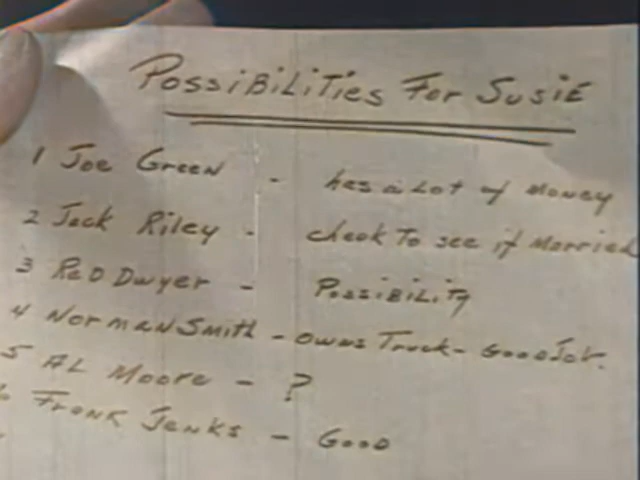 Possibilities For Susie
1 Joe Green - has a Lot of Money
2 Jack Riley - check To see if Married
3 Red Dwyer - Possibility
4 Norman Smith - owns Truck - Good Job.
5 AL Moore - ?
6 Frank Jenks - Good